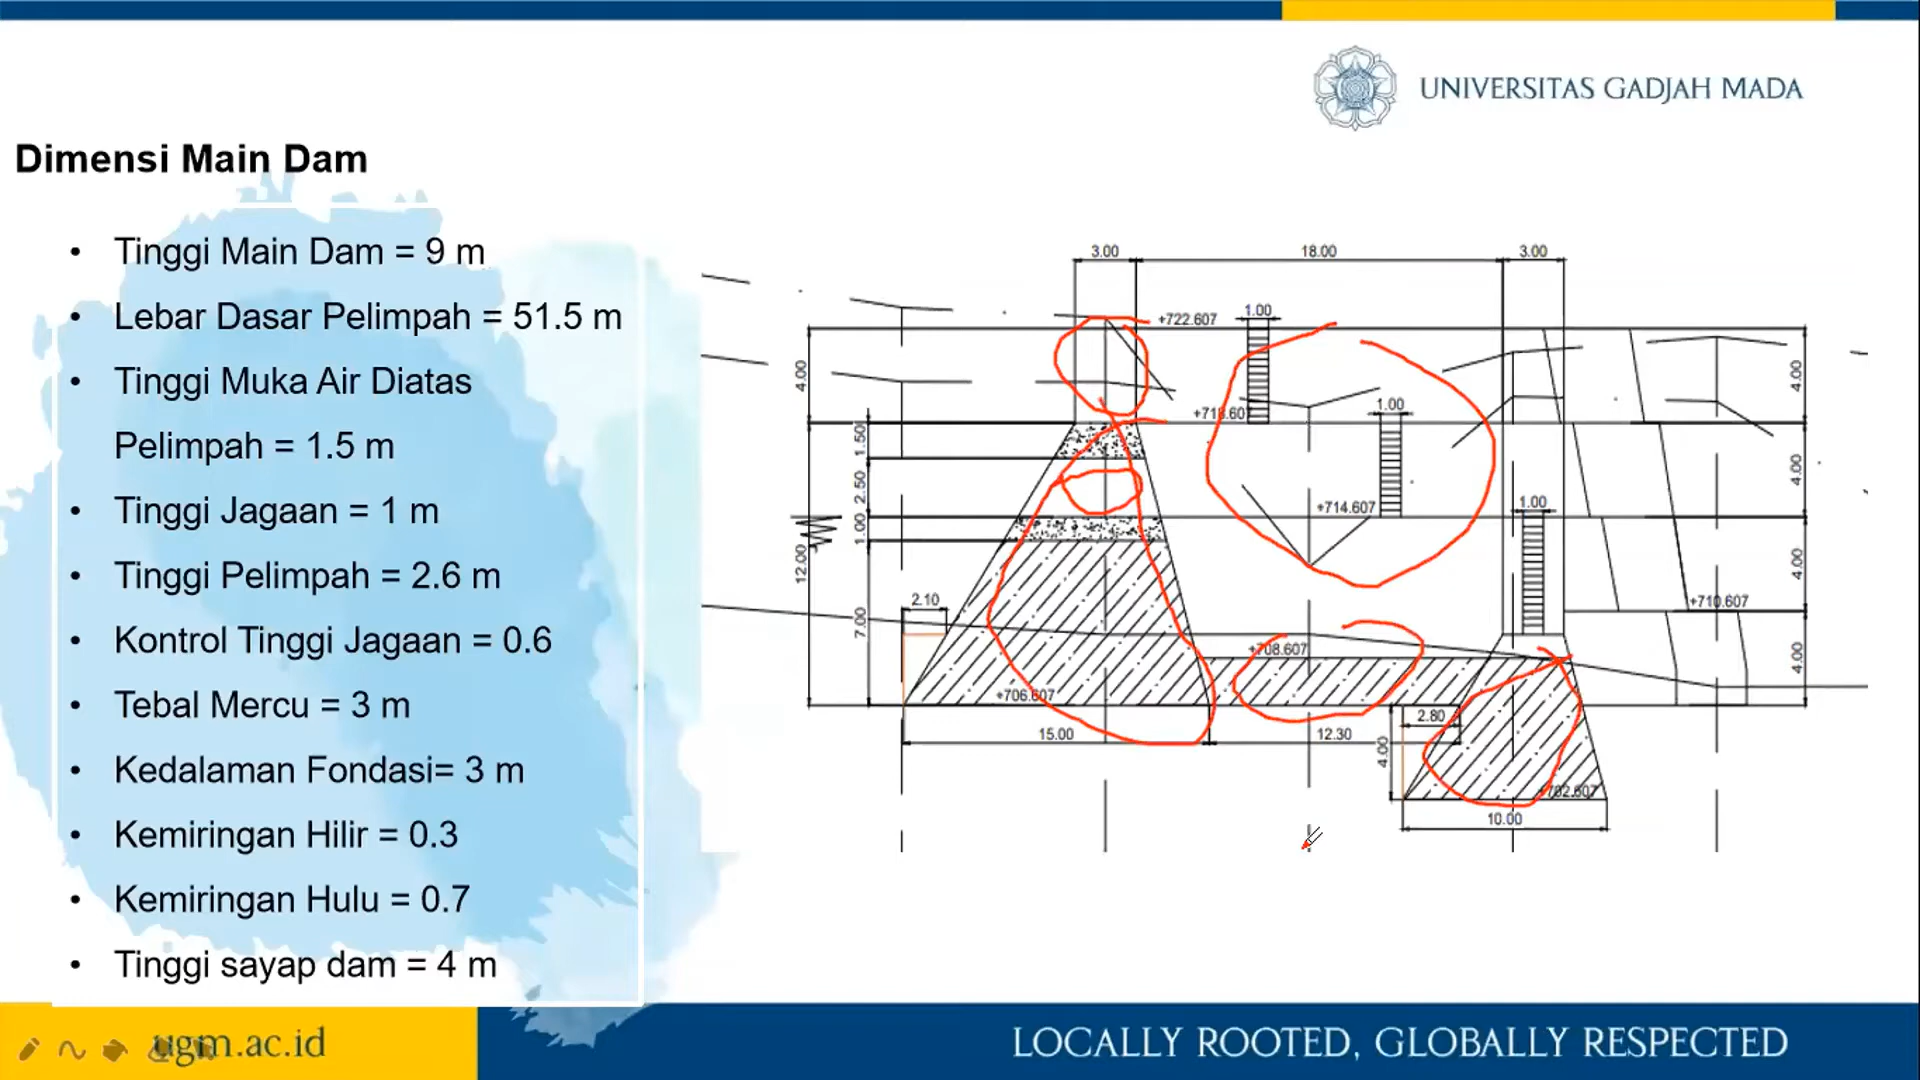 UNIVERSITAS GADJAH MADA
Dimensi Main Dam
• Tinggi Main Dam = 9 m
• Lebar Dasar Pelimpah = 51.5 m
• Tinggi Muka Air Diatas
Pelimpah = 1.5 m
• Tinggi Jagaan = 1 m
• Tinggi Pelimpah = 2.6 m
• Kontrol Tinggi Jagaan = 0.6
• Tebal Mercu = 3 m
• Kedalaman Fondasi= 3 m
• Kemiringan Hilir = 0.3
• Kemiringan Hulu = 0.7
• Tinggi sayap dam = 4 m
3.00 18.00 3.00
+722.607 1.00
4.00 4.00
1.00
1.50
2.50 4.00
+714.607 1.00
1.00
12.00 4.00
2.10 +710.607
7.00
+708.607 4.00
+706.607
2.80
15.00 12.30
4.00
+702.607
10.00
ugm.ac.id
LOCALLY ROOTED, GLOBALLY RESPECTED